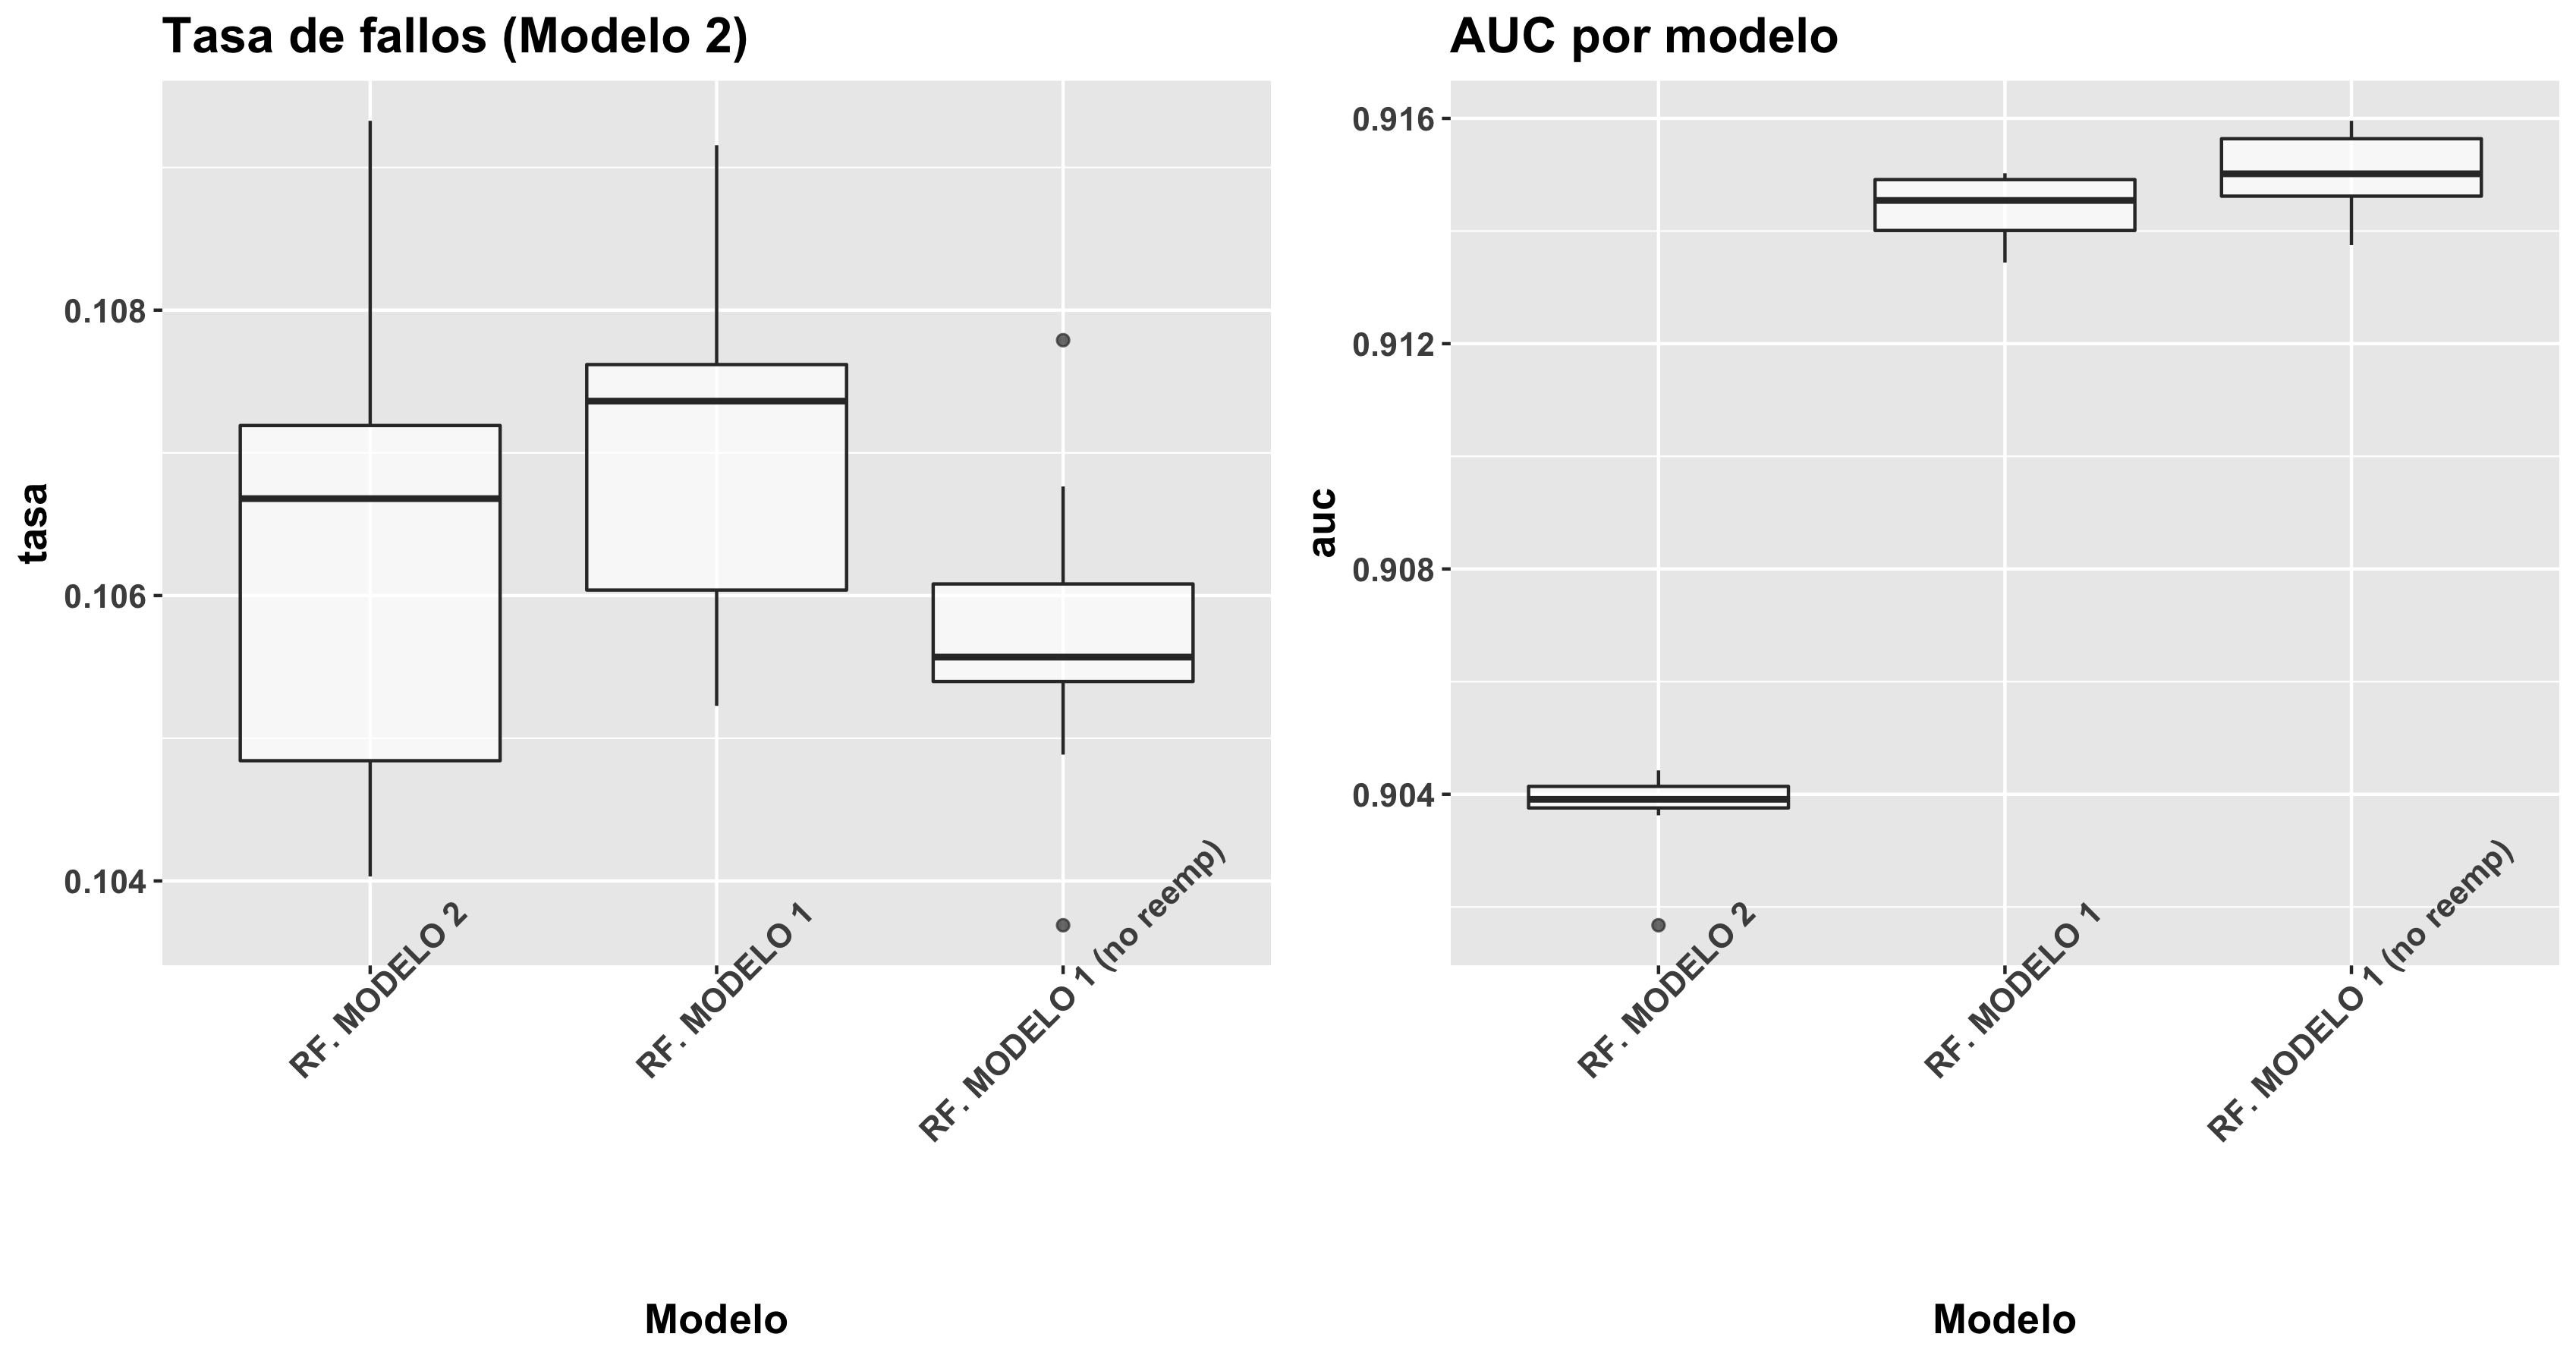 Tasa de fallos (Modelo 2)
tasa
0.108
0.106
0.104
RF. MODELO 2
RF. MODELO 1
RF. MODELO 1 (no reemp)
Modelo
AUC por modelo
auc
0.916
0.912
0.908
0.904
RF. MODELO 2
RF. MODELO 1
RF. MODELO 1 (no reemp)
Modelo